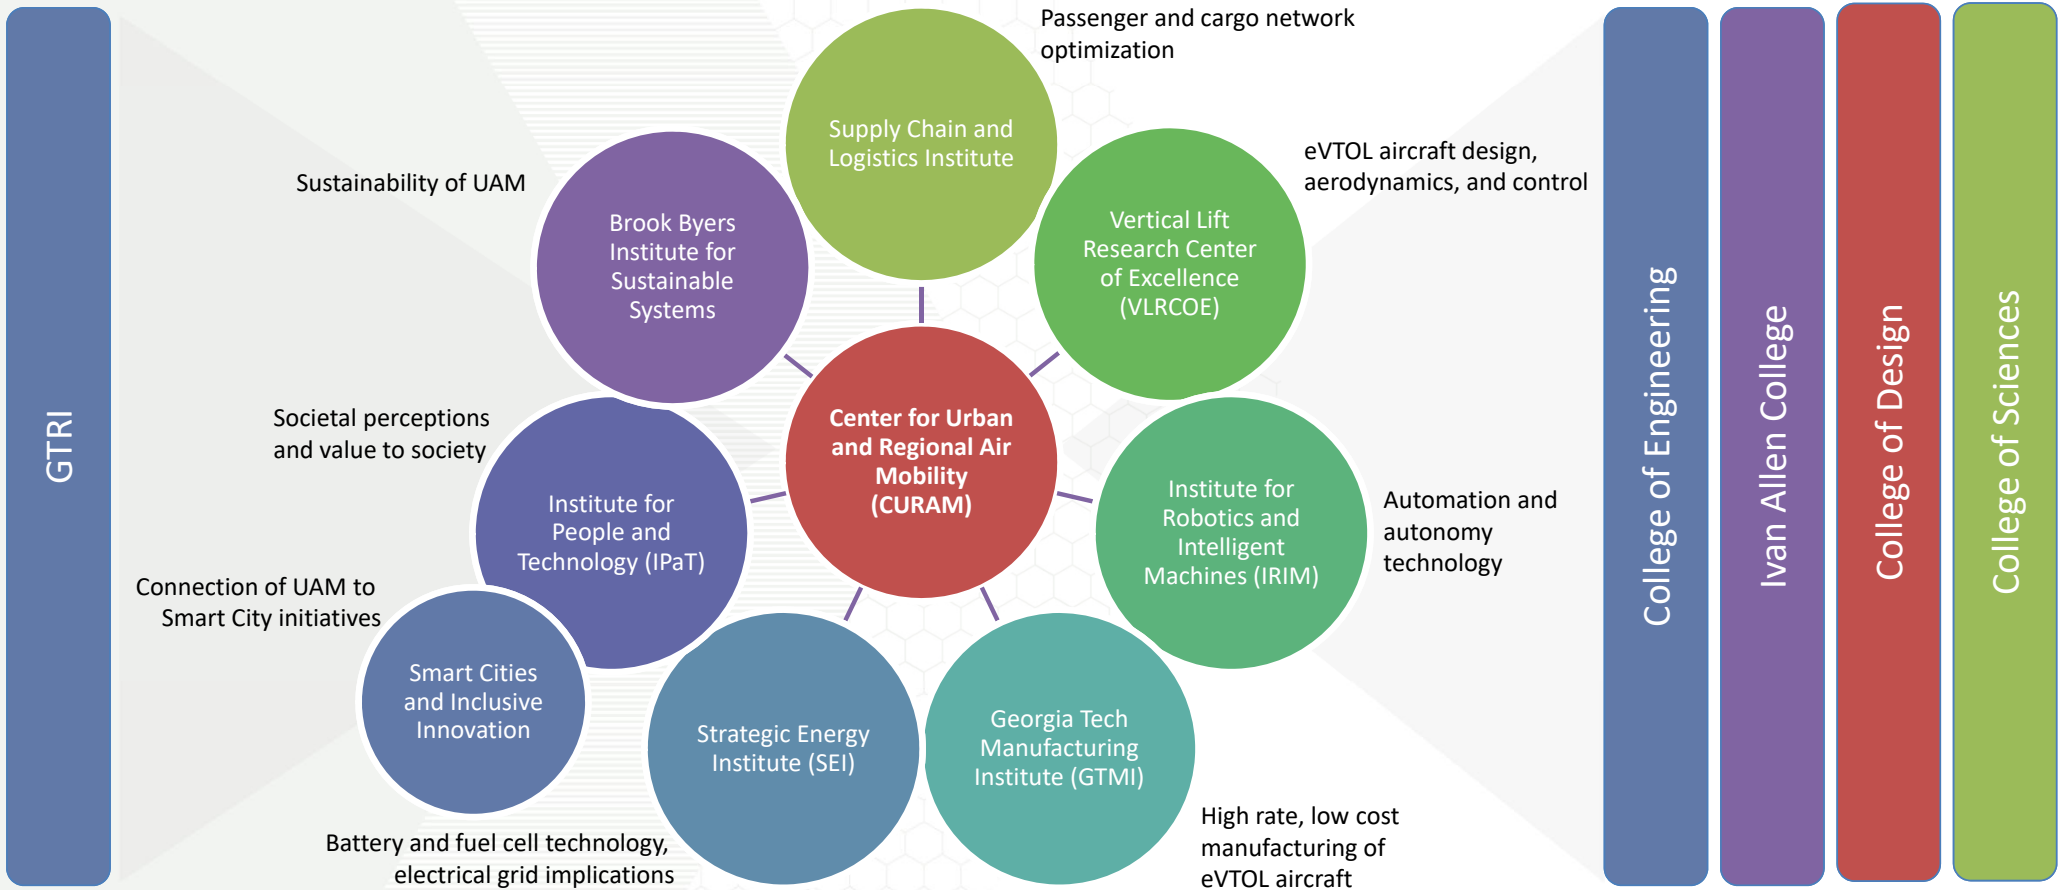 GTRI
Passenger and cargo network
optimization
Supply Chain and
Logistics Institute
Sustainability of UAM
Brook Byers
Institute for
Sustainable
Systems
eVTOL aircraft design,
aerodynamics, and control
Vertical Lift
Research Center
of Excellence
(VLRCOE)
Societal perceptions
and value to society
Institute for
People and
Technology (IPaT)
Center for Urban
and Regional Air
Mobility
(CURAM)
Institute for
Robotics and
Intelligent
Machines (IRIM)
Automation and
autonomy
technology
Connection of UAM to
Smart City initiatives
Smart Cities
and Inclusive
Innovation
Strategic Energy
Institute (SEI)
Georgia Tech
Manufacturing
Institute (GTMI)
Battery and fuel cell technology,
electrical grid implications
High rate, low cost
manufacturing of
eVTOL aircraft
College of Engineering
Ivan Allen College
College of Design
College of Sciences